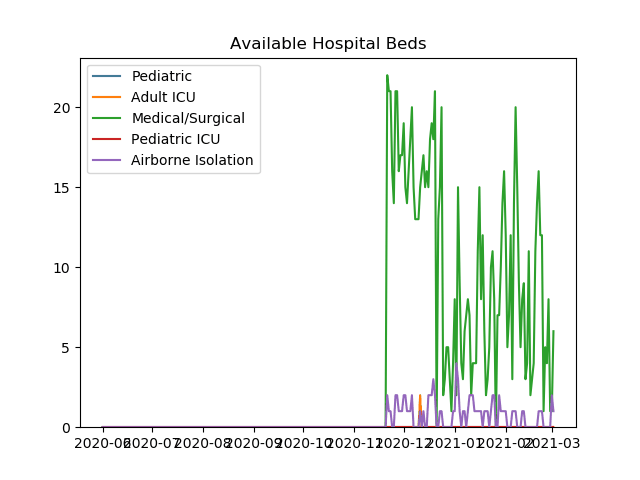 Available Hospital Beds
Pediatric
Adult ICU
Medical/Surgical
Pediatric ICU
Airborne Isolation
20
15
10
5
0
2020-06 2020-07 2020-08 2020-09 2020-10 2020-11 2020-12 2021-01 2021-02 2021-03